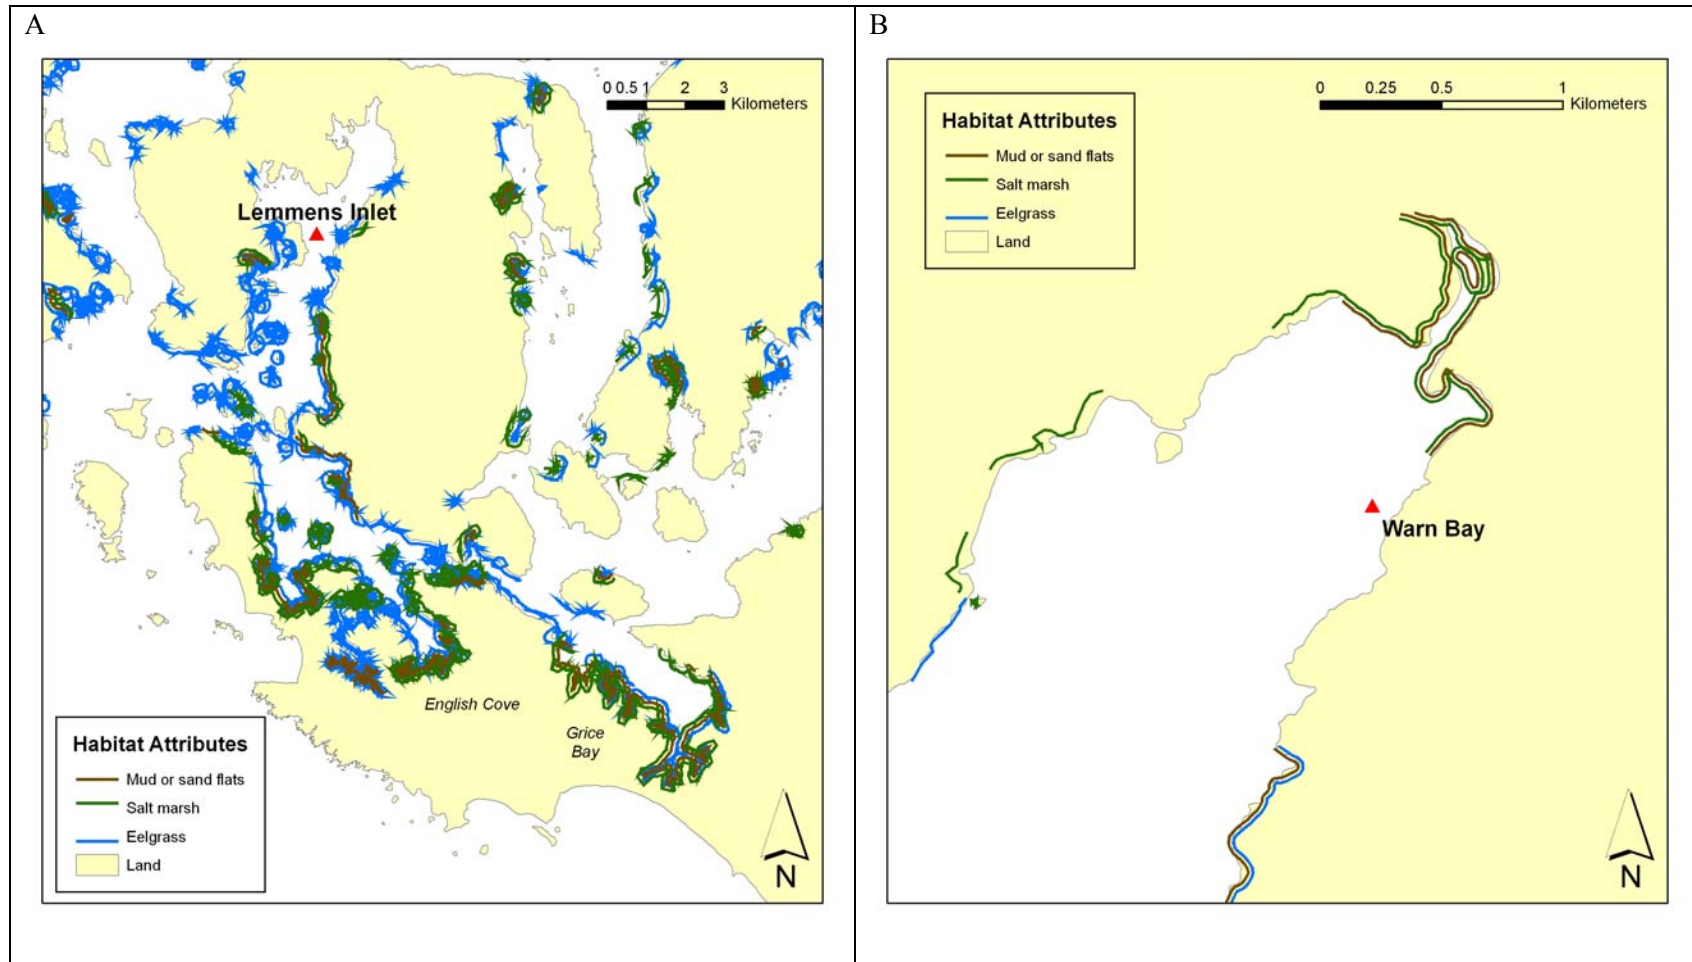 A
0 0.5 1 2 3
Kilometers
Lemmens Inlet
English Cove
Grice
Bay
Habitat Attributes
Mud or sand flats
Salt marsh
Eelgrass
Land
N
B
Habitat Attributes
Mud or sand flats
Salt marsh
Eelgrass
Land
0 0.25 0.5 1
Kilometers
Warn Bay
N